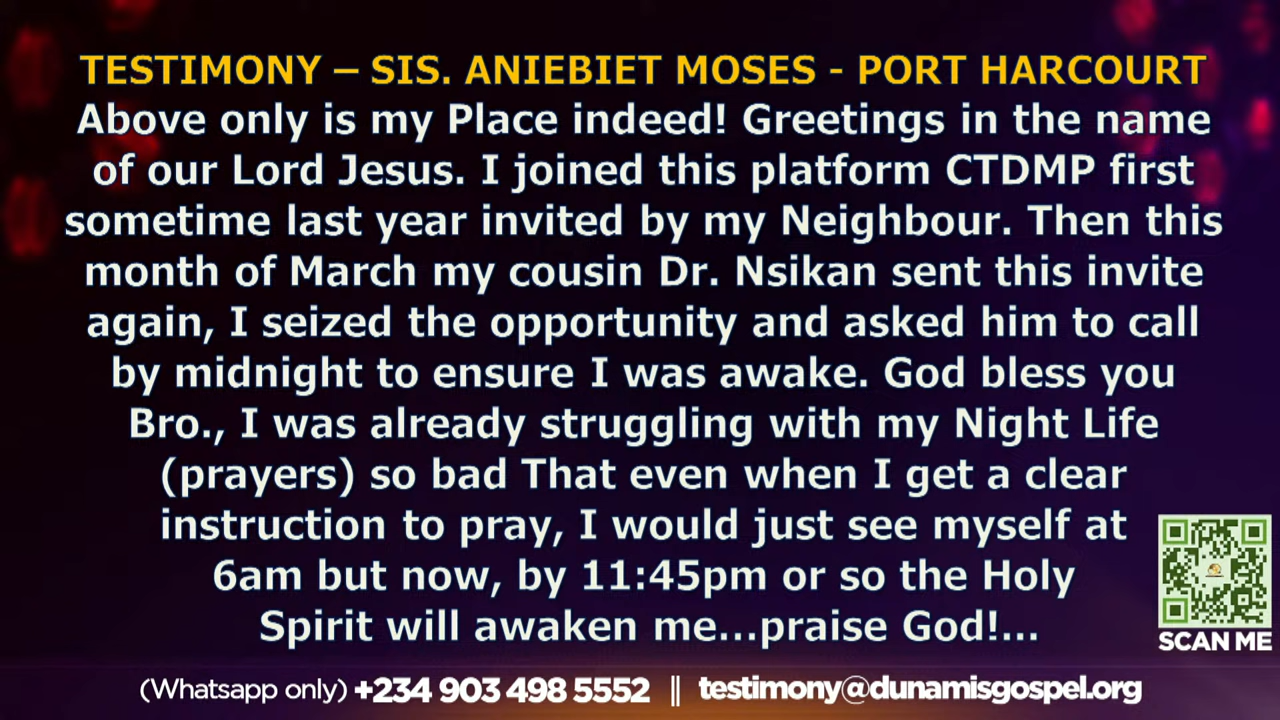 TESTIMONY – SIS. ANIEBIET MOSES - PORT HARCOURT
Above only is my Place indeed! Greetings in the name
of our Lord Jesus. I joined this platform CTDMP first
sometime last year invited by my Neighbour. Then this
month of March my cousin Dr. Nsikan sent this invite
again, I seized the opportunity and asked him to call
by midnight to ensure I was awake. God bless you
Bro., I was already struggling with my Night Life
(prayers) so bad That even when I get a clear
instruction to pray, I would just see myself at
6am but now, by 11:45pm or so the Holy
Spirit will awaken me...praise God!...
SCAN ME
(Whatsapp only) +234 903 498 5552 || testimony@dunamisgospel.org